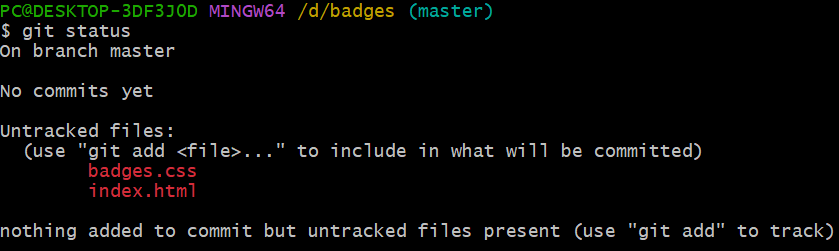 PC@DESKTOP-3DF3J0D MINGW64 /d/badges (master)
$ git status
On branch master
No commits yet
Untracked files:
(use "git add <file>..." to include in what will be committed)
badges.css
index.html
nothing added to commit but untracked files present (use "git add" to track)